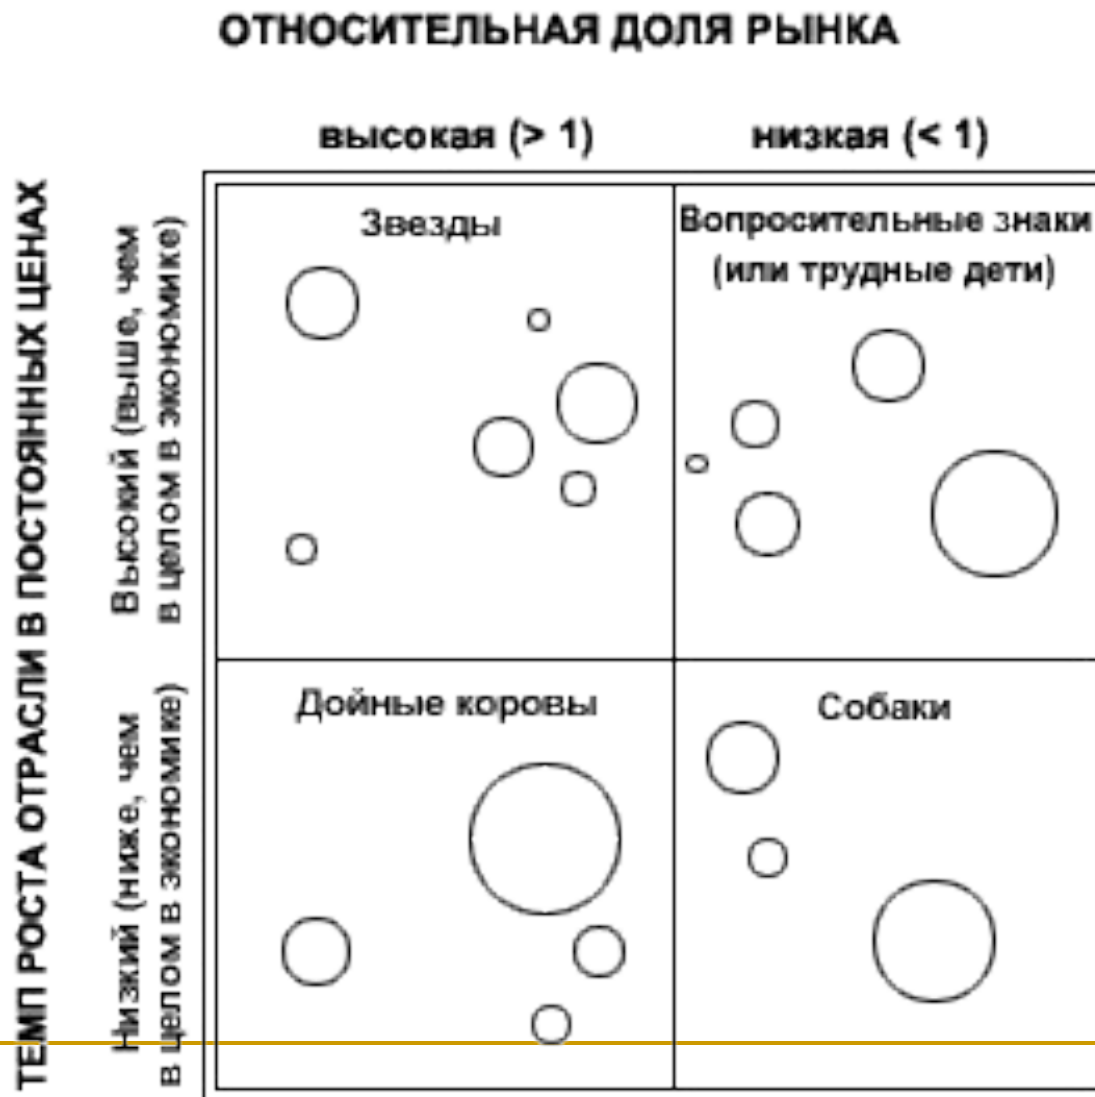 ОТНОСИТЕЛЬНАЯ ДОЛЯ РЫНКА
высокая (> 1)
низкая (< 1)
ТЕМП РОСТА ОТРАСЛИ В ПОСТОЯННЫХ ЦЕНАХ
Высокий (выше, чем
в целом в экономике)
Звезды
Вопросительные знаки
(или трудные дети)
Низкий (ниже, чем
в целом в экономике)
Дойные коровы
Собаки